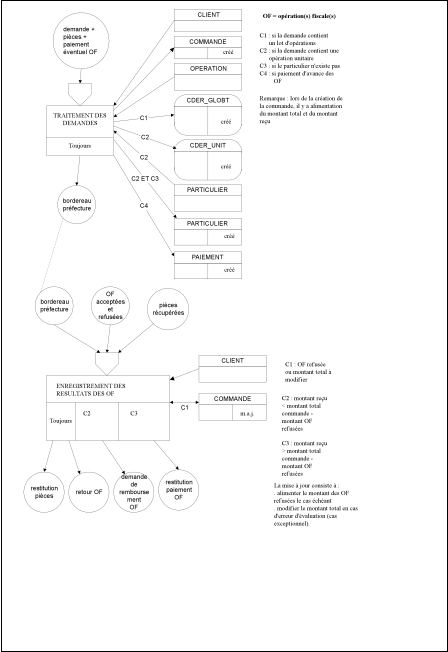 demande +
pièces +
paiement
éventuel OF
CLIENT
COMMANDE
créé
OPERATION
CDER_GLOBT
créé
CDER_UNIT
créé
PARTICULIER
PARTICULIER
créé
PAIEMENT
créé
TRAITEMENT DES
DEMANDES
Toujours
C1
C2
C2
C2 ET C3
C4
bordereau
préfecture
OF = opération(s) fiscale(s)
C1 : si la demande contient
un lot d'opérations
C2 : si la demande contient une
opération unitaire
C3 : si le particulier n'existe pas
C4 : si paiement d'avance des
OF
Remarque : lors de la création de
la commande, il y a alimentation
du montant total et du montant
reçu
bordereau
préfecture
OF
acceptées
et
refusées
pièces
récupérées
ENREGISTREMENT DES
RESULTATS DES OF
Toujours
C2
C3
CLIENT
COMMANDE
m.a.j.
C1
restitution
pièces
retour OF
demande
de
rembourse
ment
OF
restitution
paiement
OF
C1 : OF refusée
ou montant total à
modifier
C2 : montant reçu
< montant total
commande -
montant OF
refusées
C3 : montant reçu
> montant total
commande -
montant OF
refusées
La mise à jour consiste à :
. alimenter le montant des OF
refusées le cas échéant
. modifier le montant total en cas
d'erreur d'évaluation (cas
exceptionnel).